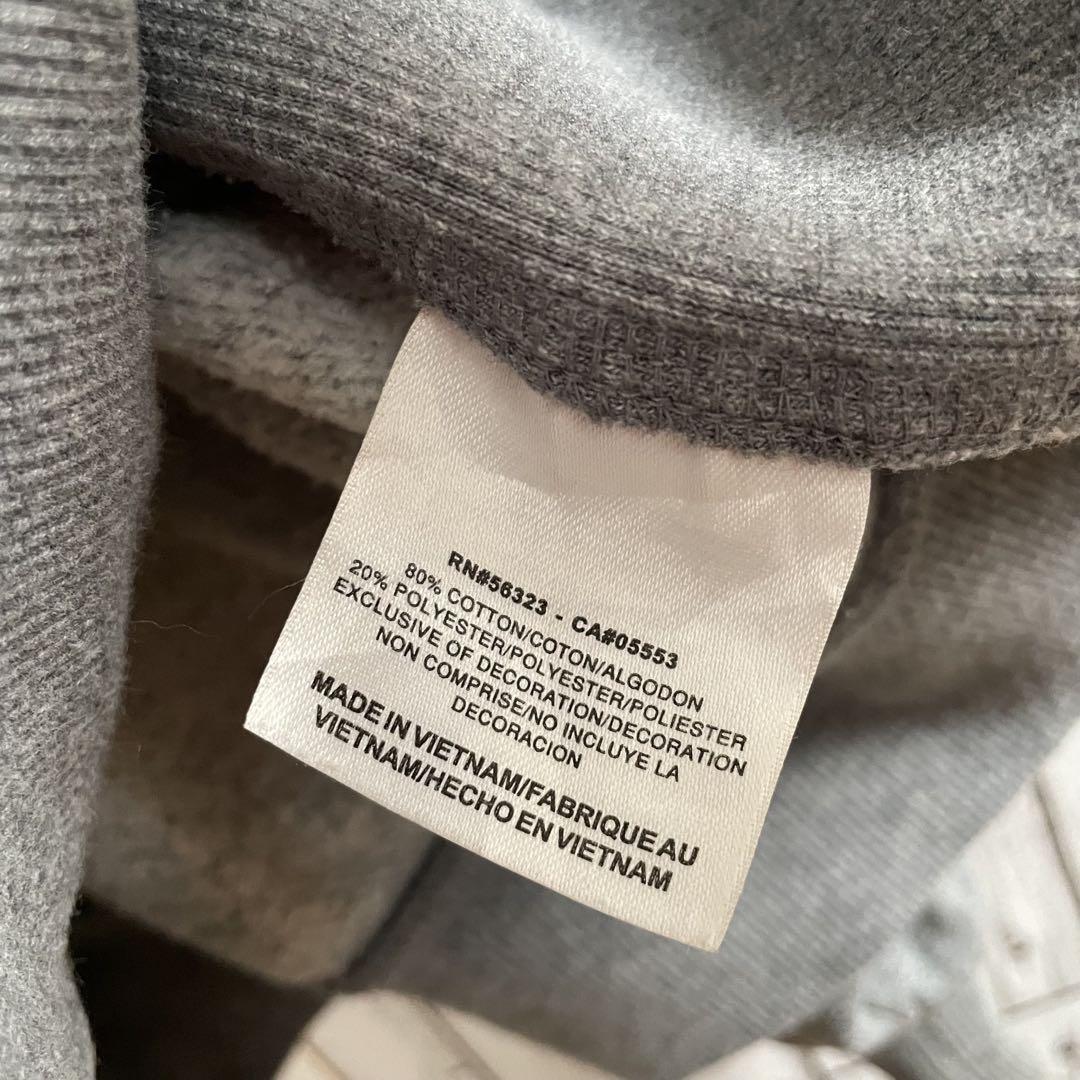 RN#56323 - CA#05553
80% COTTON/COTON/ALGODON
20% POLYESTER/POLYESTER/POLIESTER
EXCLUSIVE OF DECORATION/DECORATION
NON COMPRISE/NO INCLUYE LA
DECORACION
MADE IN VIETNAM/FABRIQUE AU
VIETNAM/HECHO EN VIETNAM